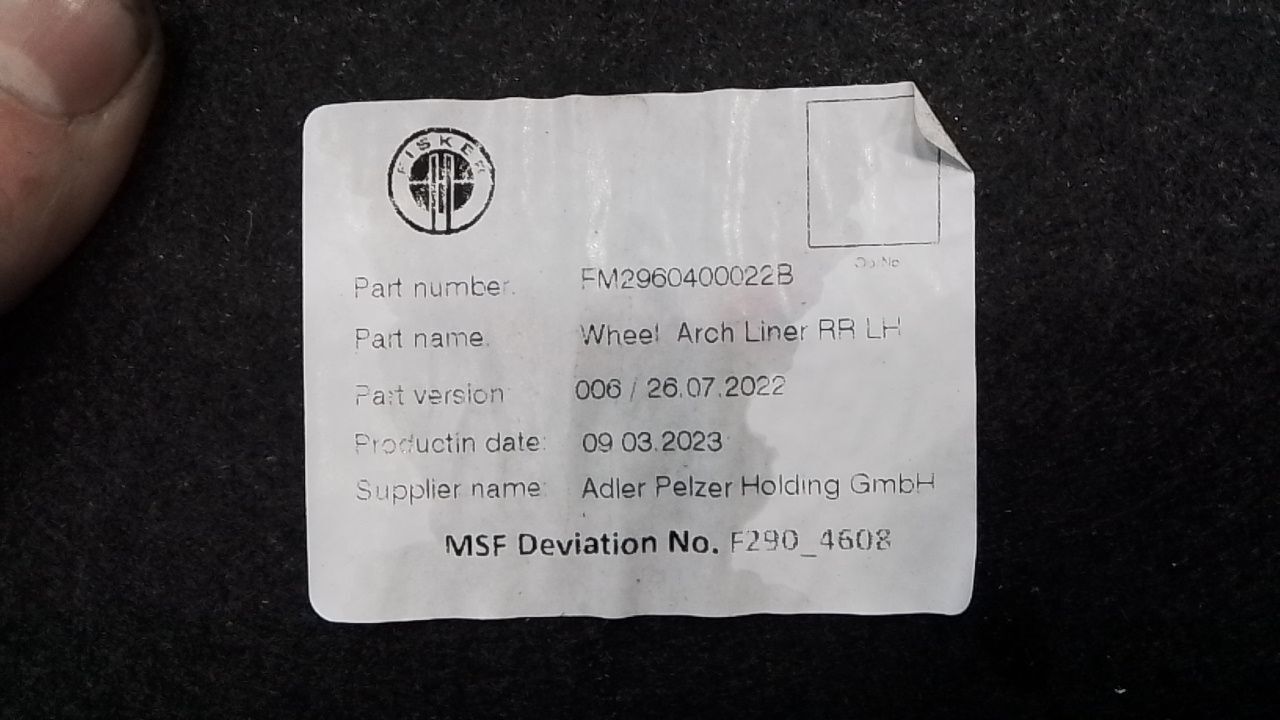 FISKER
Part number:
FM2960400022B
Part name:
Wheel Arch Liner RR LH
Part version
006 / 26.07.2022
Productin date:
09 03.2023
Supplier name:
Adler Pelzer Holding GmbH
MSF Deviation No. F290_4608